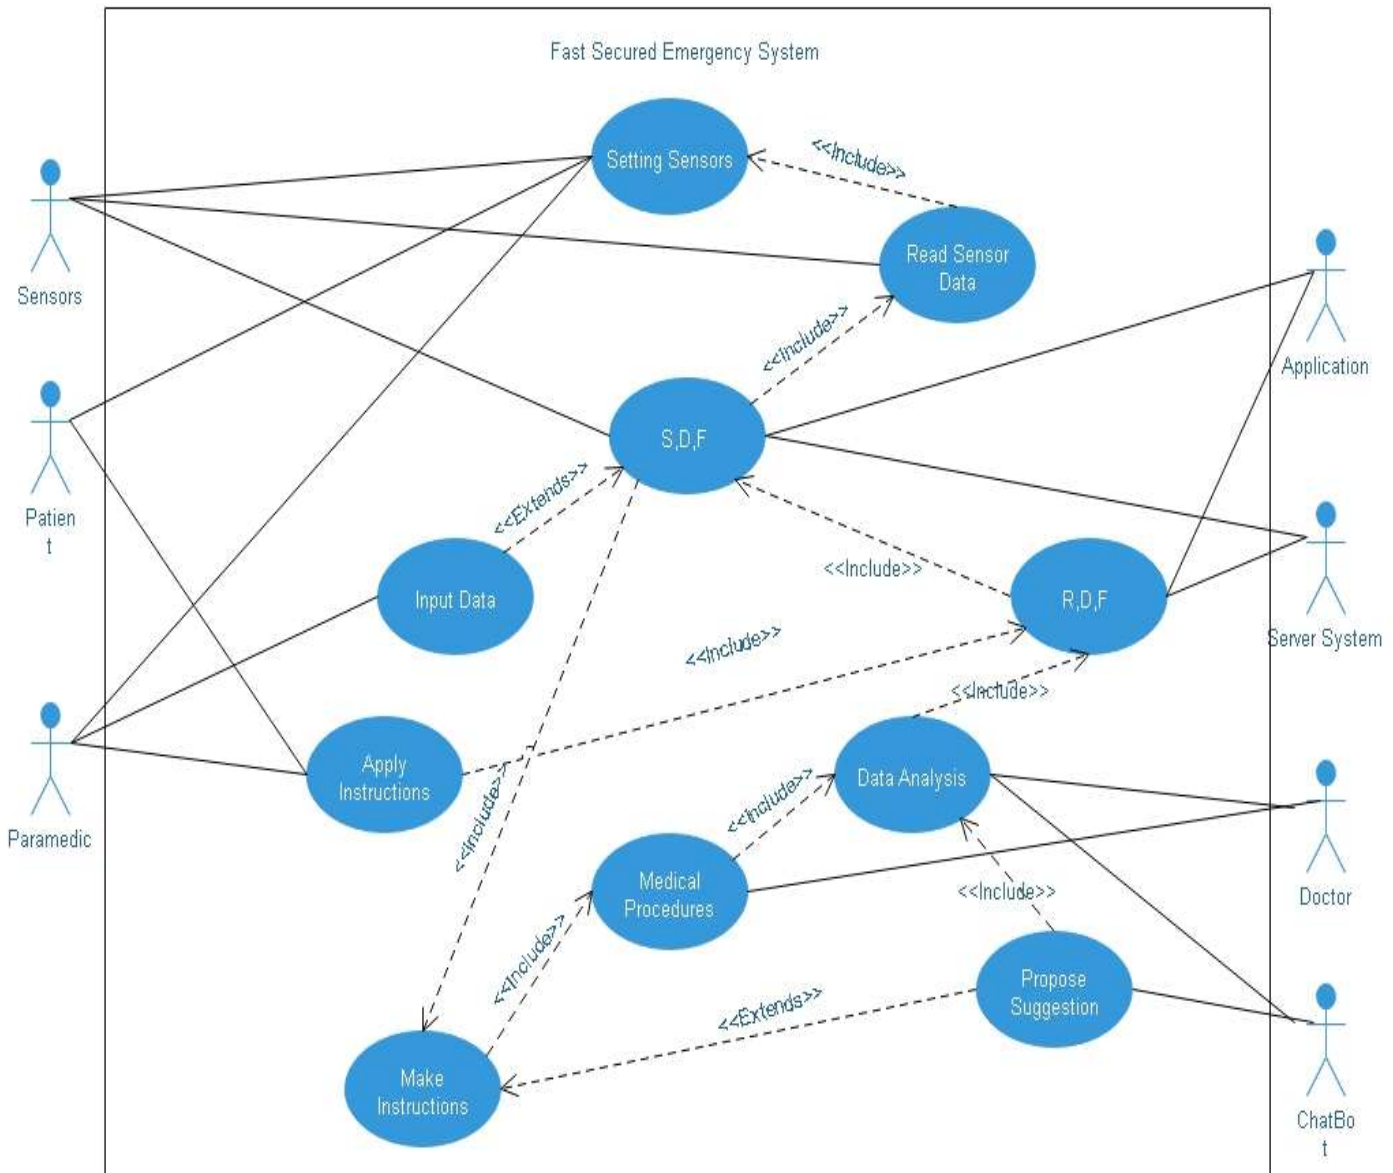 Fast Secured Emergency System
Setting Sensors
<<Include>>
Read Sensor
Data
Sensors
<<Include>>
Application
S,D,F
Patien
t
<<Extends>>
<<Include>>
Input Data
R,D,F
Server System
<<Include>>
<<Include>>
Apply
Instructions
Data Analysis
Paramedic
<<Include>>
<<Include>>
Medical
Procedures
<<Include>>
Doctor
<<Include>>
Propose
Suggestion
<<Extends>>
Make
Instructions
ChatBo
t